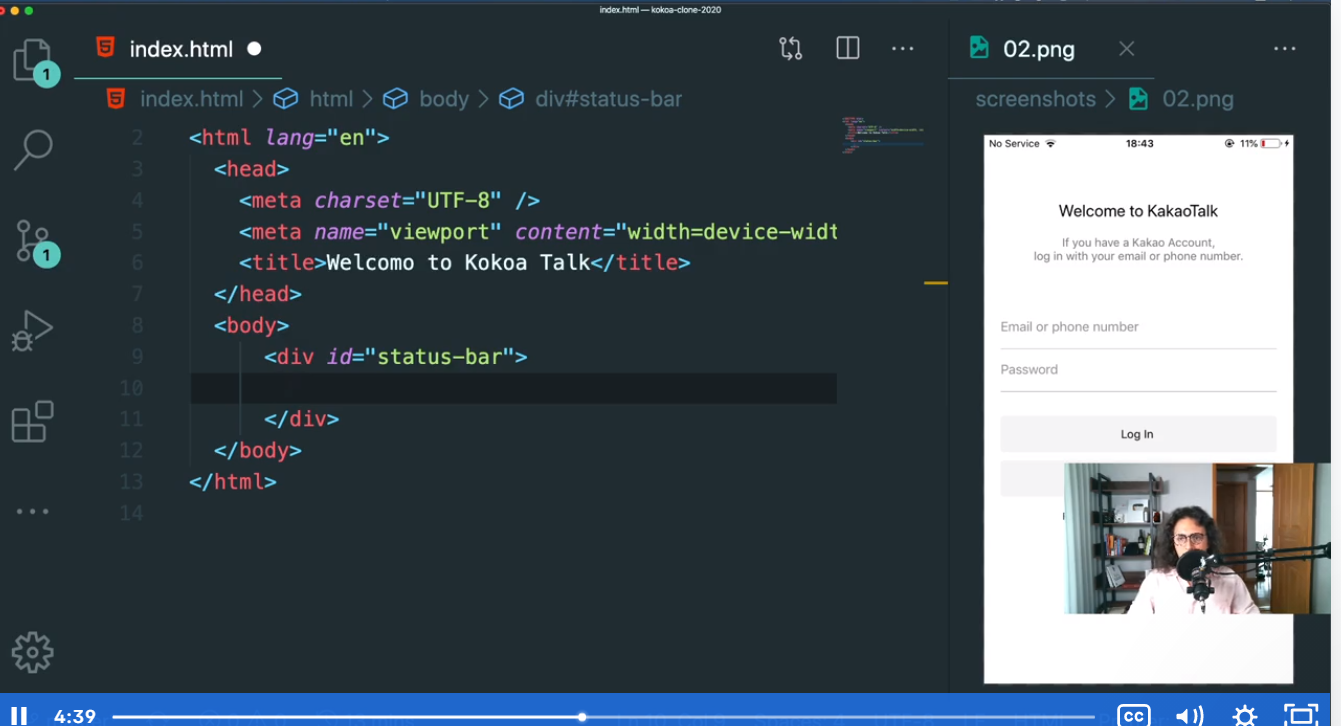 index.html — kokoa-clone-2020
index.html
02.png
1
index.html > html > body > div#status-bar
screenshots > 02.png
2 <html lang="en">
3 <head>
4 <meta charset="UTF-8" />
5 <meta name="viewport" content="width=device-widt
6 <title>Welcomo to Kokoa Talk</title>
7 </head>
8 <body>
9 <div id="status-bar">
10
11 </div>
12 </body>
13 </html>
14
1
No Service 18:43 11%
Welcome to KakaoTalk
If you have a Kakao Account,
log in with your email or phone number.
Email or phone number
Password
Log In
4:39
CC